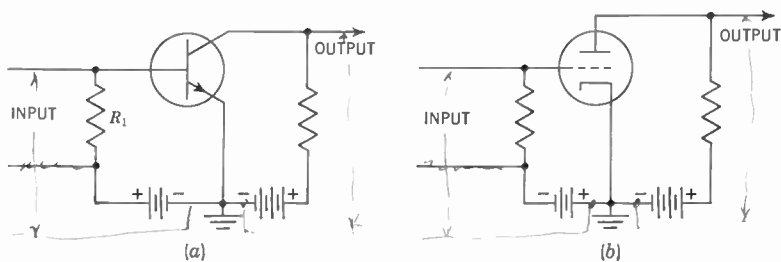 OUTPUT
INPUT
R₁
+ −
− +
(a)
OUTPUT
INPUT
− +
− +
(b)